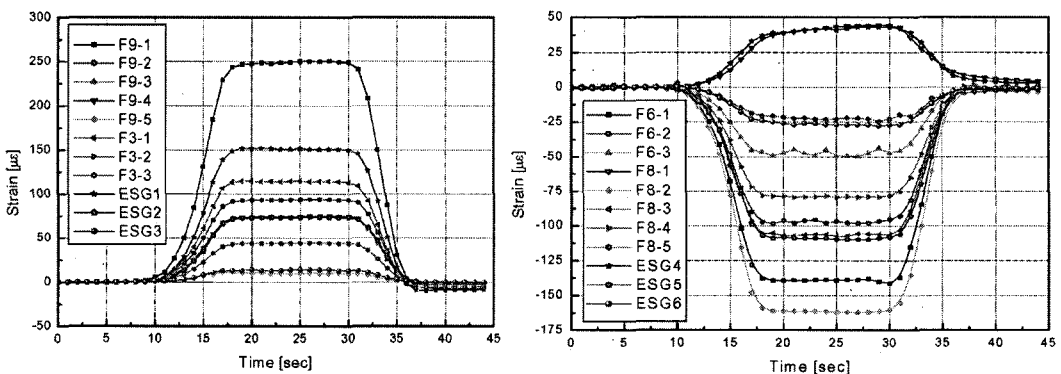 300
250
200
150
100
50
0
-50
Strain [με]
F9-1
F9-2
F9-3
F9-4
F9-5
F3-1
F3-2
F3-3
ESG1
ESG2
ESG3
0 5 10 15 20 25 30 35 40 45
Time [sec]
50
25
0
-25
-50
-75
-100
-125
-150
-175
Strain [με]
F6-1
F6-2
F6-3
F8-1
F8-2
F8-3
F8-4
F8-5
ESG4
ESG5
ESG6
0 5 10 15 20 25 30 35 40 45
Time [sec]